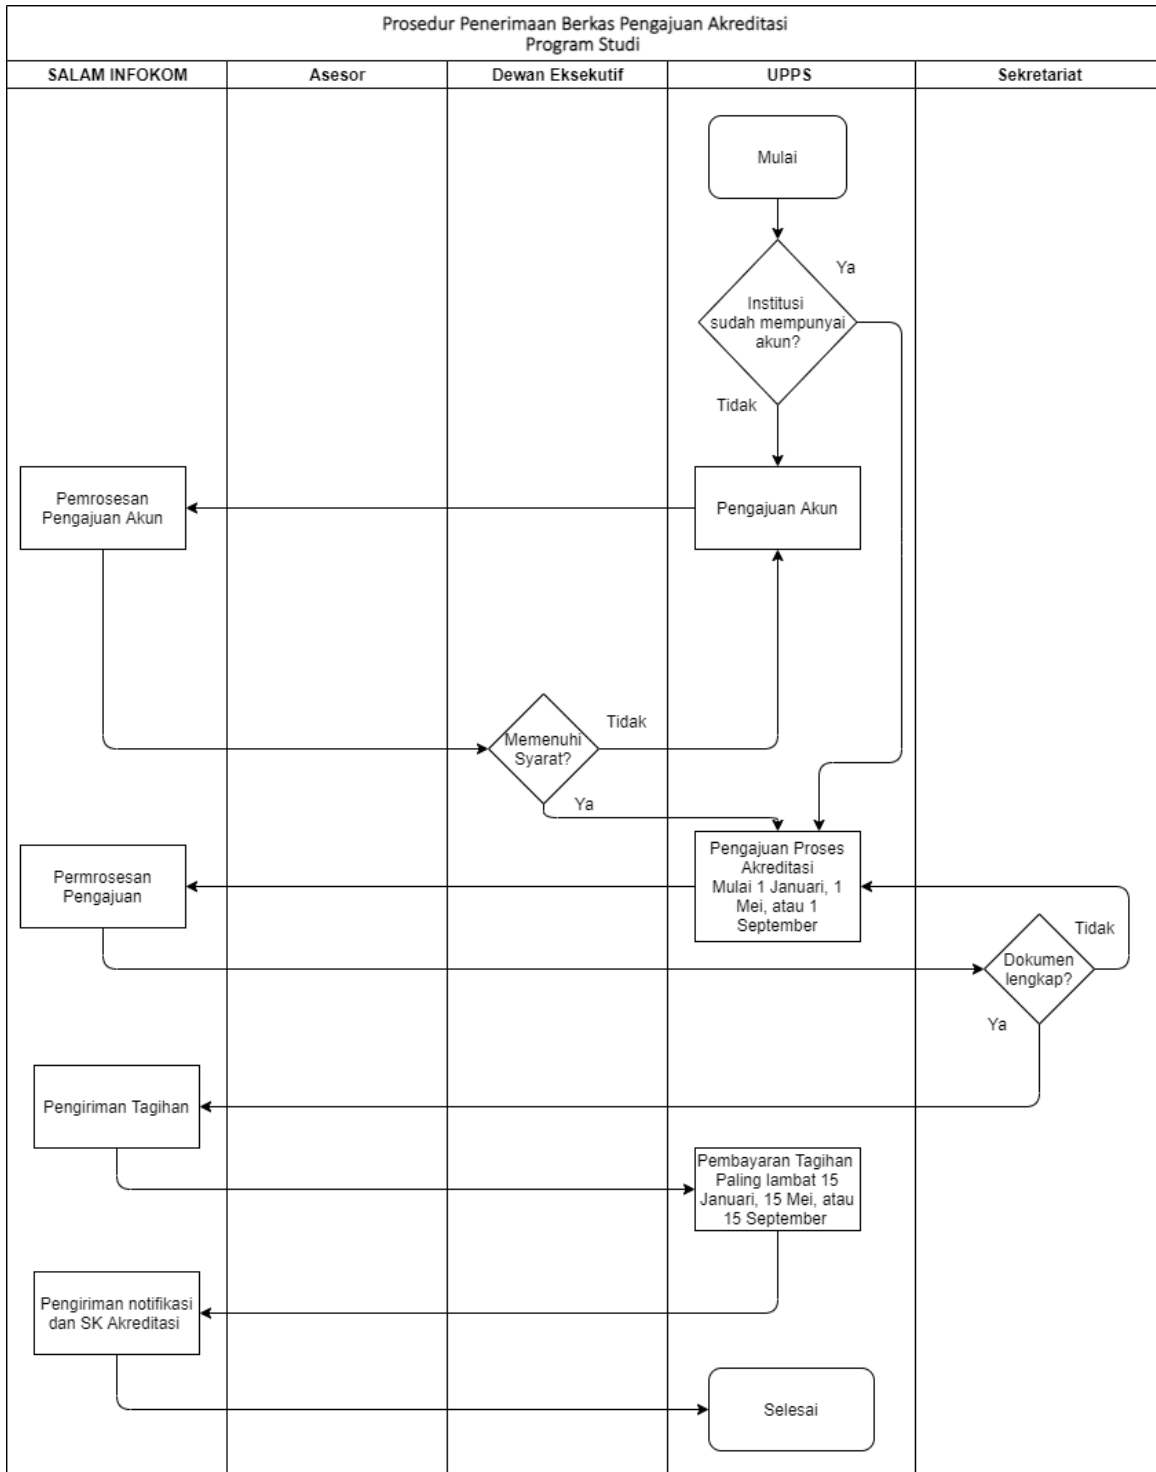 Prosedur Penerimaan Berkas Pengajuan Akreditasi
Program Studi
SALAM INFOKOM
Asesor
Dewan Eksekutif
UPPS
Sekretariat
Mulai
Ya
Institusi
sudah mempunyai
akun?
Tidak
Pemrosesan
Pengajuan Akun
Pengajuan Akun
Memenuhi
Syarat?
Tidak
Ya
Permrosesan
Pengajuan
Pengajuan Proses
Akreditasi
Mulai 1 Januari, 1
Mei, atau 1
September
Tidak
Dokumen
lengkap?
Ya
Pengiriman Tagihan
Pembayaran Tagihan
Paling lambat 15
Januari, 15 Mei, atau
15 September
Pengiriman notifikasi
dan SK Akreditasi
Selesai